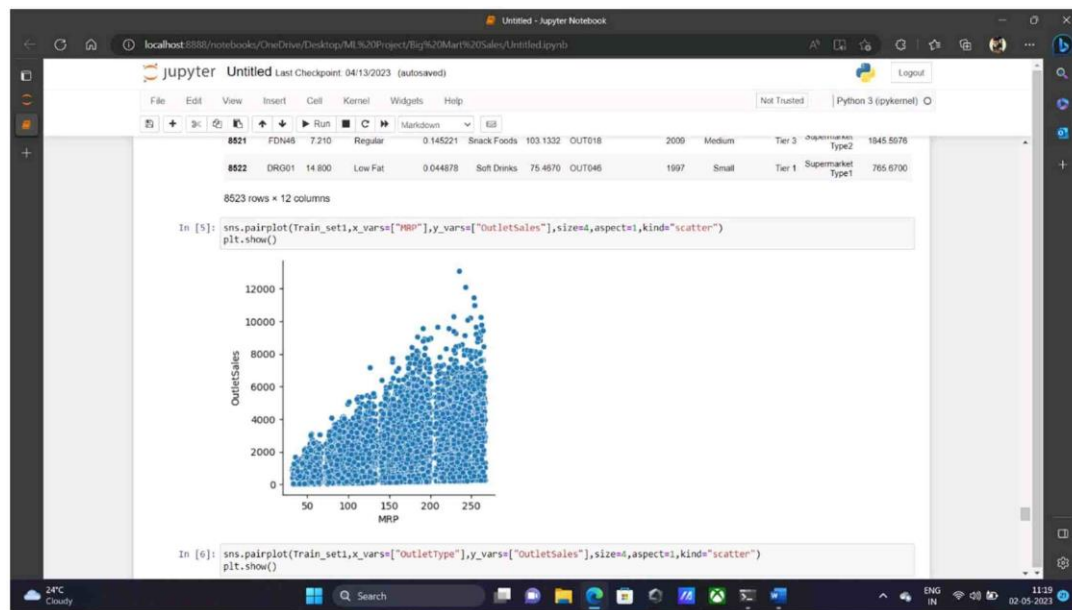 Untitled - Jupyter Notebook
localhost:8888/notebooks/OneDrive/Desktop/ML%20Project/Big%20Mart%20Sales/Untitled.ipynb
jupyter Untitled Last Checkpoint: 04/13/2023 (autosaved)
Logout
File Edit View Insert Cell Kernel Widgets Help
Not Trusted Python 3 (ipykernel)
Run Markdown
8521 FDN46 7.210 Regular 0.145221 Snack Foods 103.1332 OUT018 2009 Medium Tier 3 Supermarket Type2 1845.5976
8522 DRG01 14.800 Low Fat 0.044878 Soft Drinks 75.4670 OUT046 1997 Small Tier 1 Supermarket Type1 765.6700
8523 rows × 12 columns
In [5]: sns.pairplot(Train_set1,x_vars=["MRP"],y_vars=["OutletSales"],size=4,aspect=1,kind="scatter")
plt.show()
12000
10000
8000
6000
4000
2000
0
OutletSales
50 100 150 200 250
MRP
In [6]: sns.pairplot(Train_set1,x_vars=["OutletType"],y_vars=["OutletSales"],size=4,aspect=1,kind="scatter")
plt.show()
24°C
Cloudy
Search
ENG
IN
11:19
02-05-2023